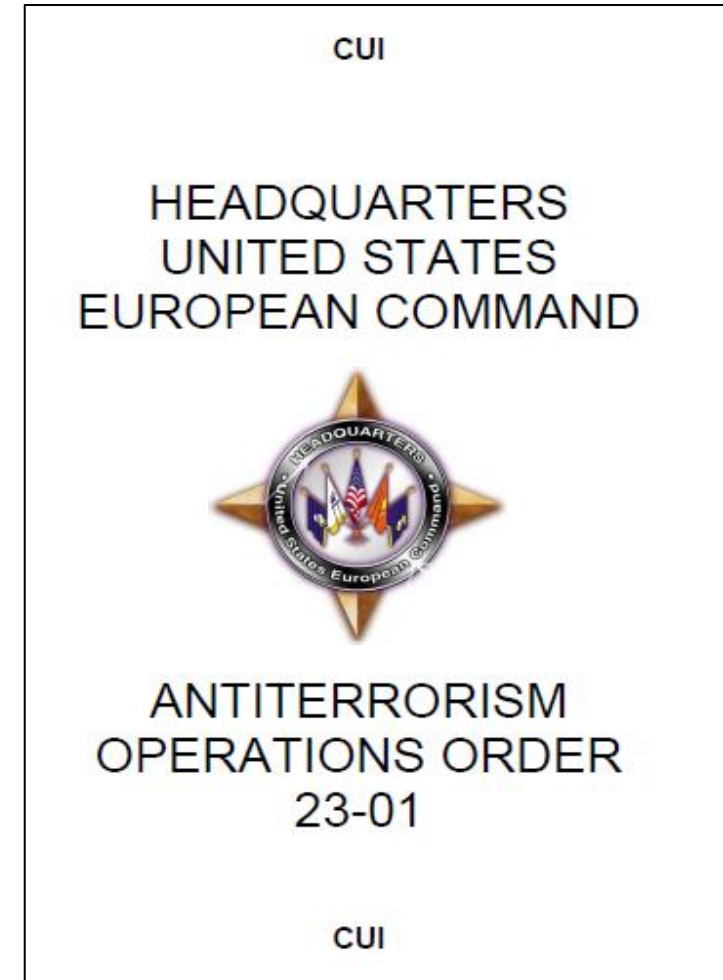 CUI
HEADQUARTERS
UNITED STATES
EUROPEAN COMMAND
HEADQUARTERS
United States European Command
ANTITERRORISM
OPERATIONS ORDER
23-01
CUI